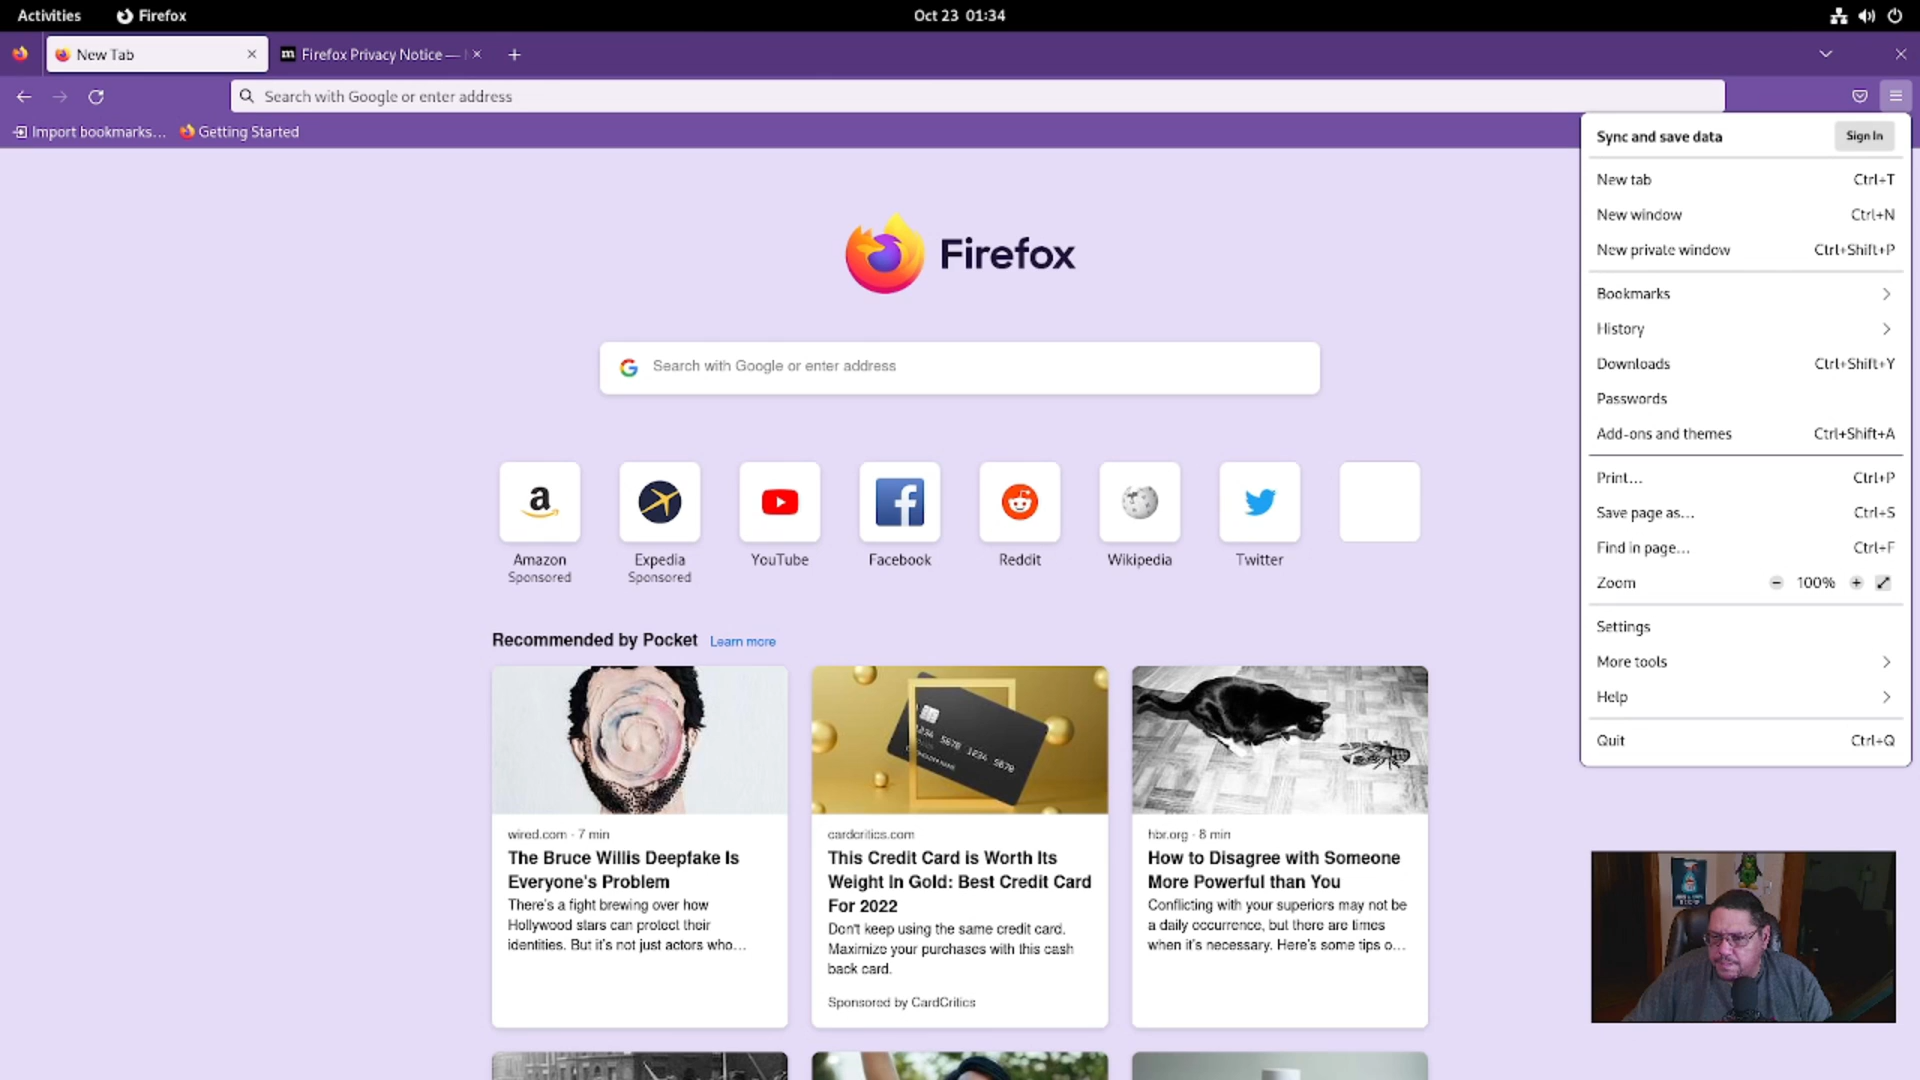 Activities
Firefox
Oct 23 01:34
New Tab
Firefox Privacy Notice —
Search with Google or enter address
Import bookmarks...
Getting Started
Sync and save data
Sign In
New tab Ctrl+T
New window Ctrl+N
New private window Ctrl+Shift+P
Bookmarks
History
Downloads Ctrl+Shift+Y
Passwords
Add-ons and themes Ctrl+Shift+A
Print... Ctrl+P
Save page as... Ctrl+S
Find in page... Ctrl+F
Zoom − 100% +
Settings
More tools
Help
Quit Ctrl+Q
Firefox
Search with Google or enter address
Amazon
Sponsored
Expedia
Sponsored
YouTube
Facebook
Reddit
Wikipedia
Twitter
Recommended by Pocket Learn more
wired.com · 7 min
The Bruce Willis Deepfake Is
Everyone's Problem
There's a fight brewing over how
Hollywood stars can protect their
identities. But it's not just actors who...
1234 5678 1234 5678
cardcritics.com
This Credit Card is Worth Its
Weight In Gold: Best Credit Card
For 2022
Don't keep using the same credit card.
Maximize your purchases with this cash
back card.
Sponsored by CardCritics
hbr.org · 8 min
How to Disagree with Someone
More Powerful than You
Conflicting with your superiors may not be
a daily occurrence, but there are times
when it's necessary. Here's some tips o...